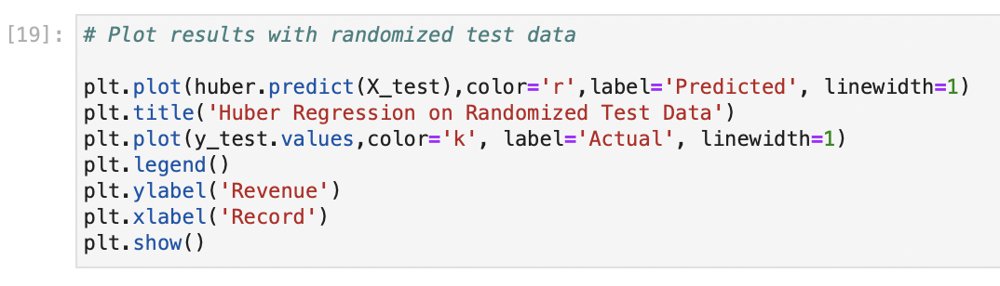 [19]: # Plot results with randomized test data
plt.plot(huber.predict(X_test),color='r',label='Predicted', linewidth=1)
plt.title('Huber Regression on Randomized Test Data')
plt.plot(y_test.values,color='k', label='Actual', linewidth=1)
plt.legend()
plt.ylabel('Revenue')
plt.xlabel('Record')
plt.show()